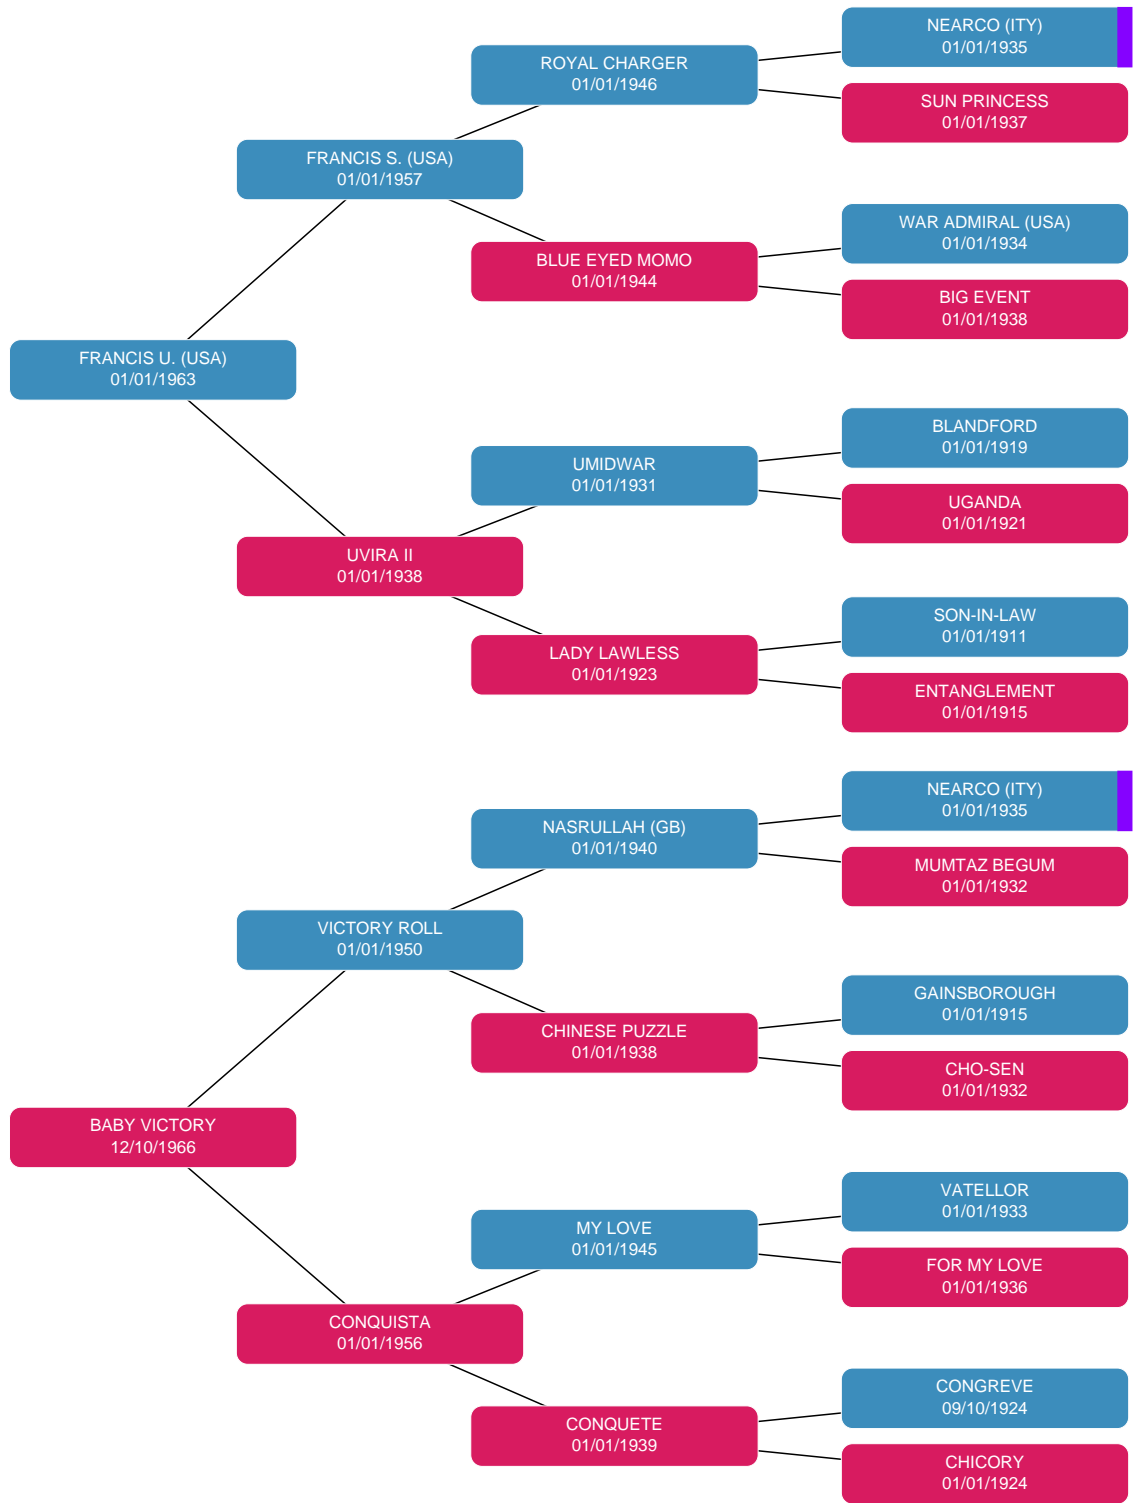 NEARCO (ITY)
01/01/1935
ROYAL CHARGER
01/01/1946
SUN PRINCESS
01/01/1937
FRANCIS S. (USA)
01/01/1957
WAR ADMIRAL (USA)
01/01/1934
BLUE EYED MOMO
01/01/1944
BIG EVENT
01/01/1938
FRANCIS U. (USA)
01/01/1963
BLANDFORD
01/01/1919
UMIDWAR
01/01/1931
UGANDA
01/01/1921
UVIRA II
01/01/1938
SON-IN-LAW
01/01/1911
LADY LAWLESS
01/01/1923
ENTANGLEMENT
01/01/1915
NEARCO (ITY)
01/01/1935
NASRULLAH (GB)
01/01/1940
MUMTAZ BEGUM
01/01/1932
VICTORY ROLL
01/01/1950
GAINSBOROUGH
01/01/1915
CHINESE PUZZLE
01/01/1938
CHO-SEN
01/01/1932
BABY VICTORY
12/10/1966
VATELLOR
01/01/1933
MY LOVE
01/01/1945
FOR MY LOVE
01/01/1936
CONQUISTA
01/01/1956
CONGREVE
09/10/1924
CONQUETE
01/01/1939
CHICORY
01/01/1924